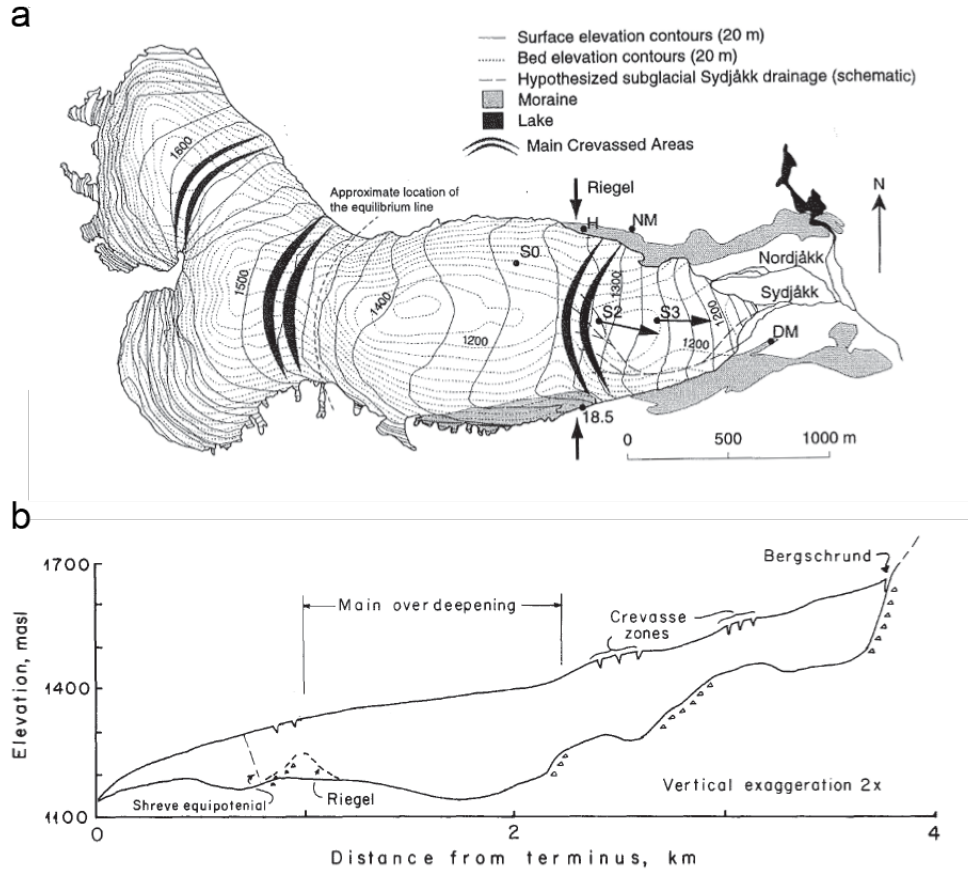 a
Surface elevation contours (20 m)
Bed elevation contours (20 m)
Hypothesized subglacial Sydjåkk drainage (schematic)
Moraine
Lake
Main Crevassed Areas
Approximate location of
the equilibrium line
Riegel
N
H
NM
S0
Nordjåkk
Sydjåkk
S2
S3
DM
1600
1500
1400
1300
1200
1200
1200
18.5
0 500 1000 m
b
1700
1400
1100
Elevation, masl
Bergschrund
Main overdeepening
Crevasse
zones
Shreve equipotenial
Riegel
Vertical exaggeration 2x
0 2 4
Distance from terminus, km